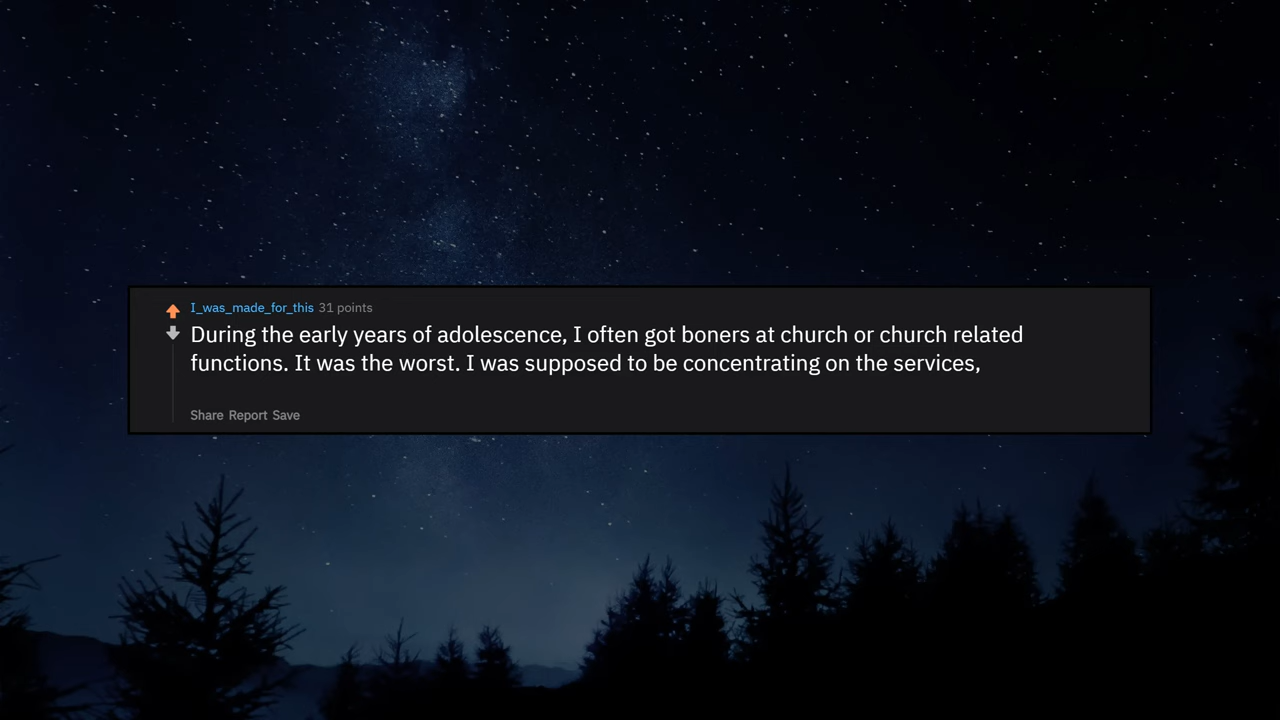 I_was_made_for_this 31 points
During the early years of adolescence, I often got boners at church or church related
functions. It was the worst. I was supposed to be concentrating on the services,
Share Report Save